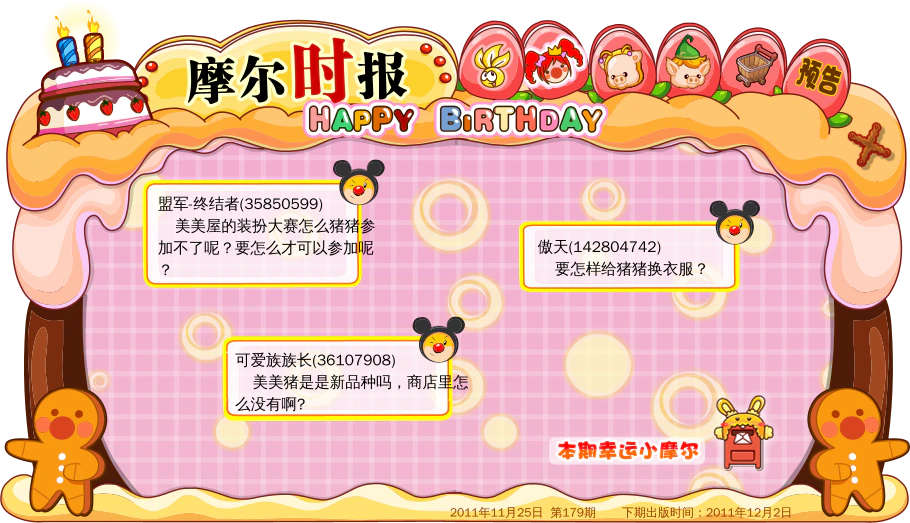 摩尔时报
预告
HAPPY BIRTHDAY
盟军-终结者(35850599)
美美屋的装扮大赛怎么猪猪参
加不了呢？要怎么才可以参加呢
？
傲天(142804742)
要怎样给猪猪换衣服？
可爱族族长(36107908)
美美猪是是新品种吗，商店里怎
么没有啊?
本期幸运小摩尔
2011年11月25日 第179期 下期出版时间：2011年12月2日